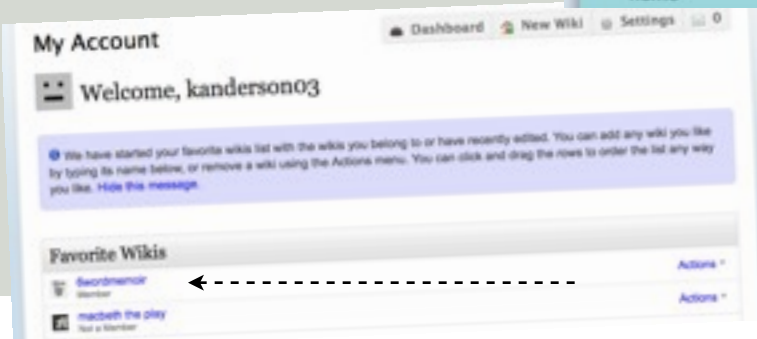 My Account
Dashboard New Wiki Settings 0
Welcome, kanderson03
We have started your favorite wikis list with the wikis you belong to or have recently edited. You can add any wiki you like
by typing its name below, or remove a wiki using the Actions menu. You can click and drag the rows to order the list any way
you like. Hide this message.
Favorite Wikis
6wordmemoir Actions
Member
macbeth the play Actions
Not a Member